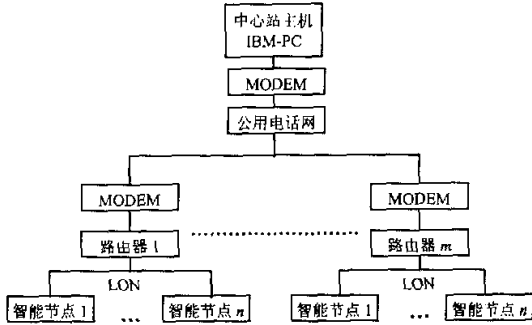 中心站主机
IBM-PC
MODEM
公用电话网
MODEM
MODEM
路由器 1
路由器 m
LON
LON
智能节点 1
...
智能节点 n
智能节点 1
...
智能节点 n